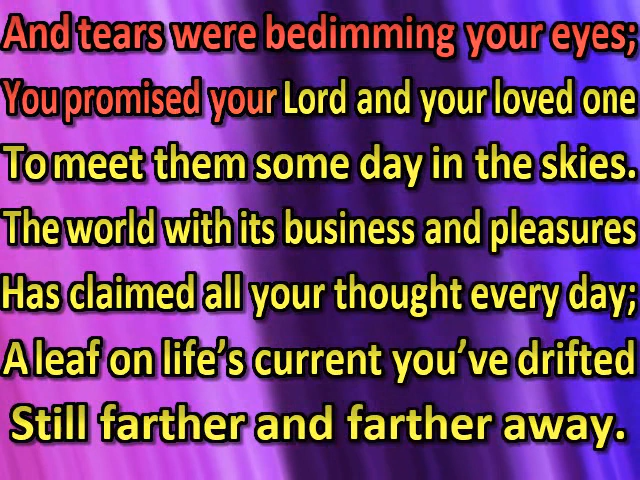 And tears were bedimming your eyes;
You promised your Lord and your loved one
To meet them some day in the skies.
The world with its business and pleasures
Has claimed all your thought every day;
A leaf on life's current you've drifted
Still farther and farther away.